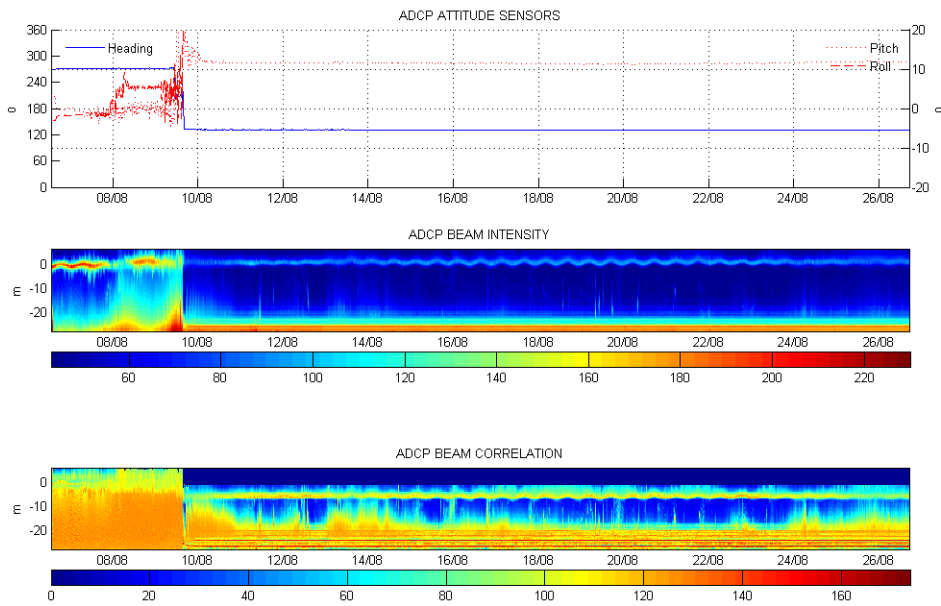 ADCP ATTITUDE SENSORS
360 20
300 Heading Pitch 10
240 Roll
180 0
120
60 -10
0 -20
0 0
08/08 10/08 12/08 14/08 16/08 18/08 20/08 22/08 24/08 26/08
ADCP BEAM INTENSITY
0
-10
-20
m
08/08 10/08 12/08 14/08 16/08 18/08 20/08 22/08 24/08 26/08
60 80 100 120 140 160 180 200 220
ADCP BEAM CORRELATION
0
-10
-20
m
08/08 10/08 12/08 14/08 16/08 18/08 20/08 22/08 24/08 26/08
0 20 40 60 80 100 120 140 160